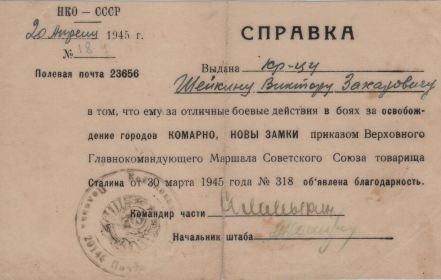 НКО — СССР
20 Апреля 1945 г.
№ 18
Полевая почта 23656
СПРАВКА
Выдана кр-цу
Шейкину Виктору Захаровичу
в том, что ему за отличные боевые действия в боях за освобож-
дение городов КОМАРНО, НОВЫ ЗАМКИ приказом Верховного
Главнокомандующего Маршала Советского Союза товарища
Сталина от 30 марта 1945 года № 318 об'явлена благодарность.
Командир части
Начальник штаба